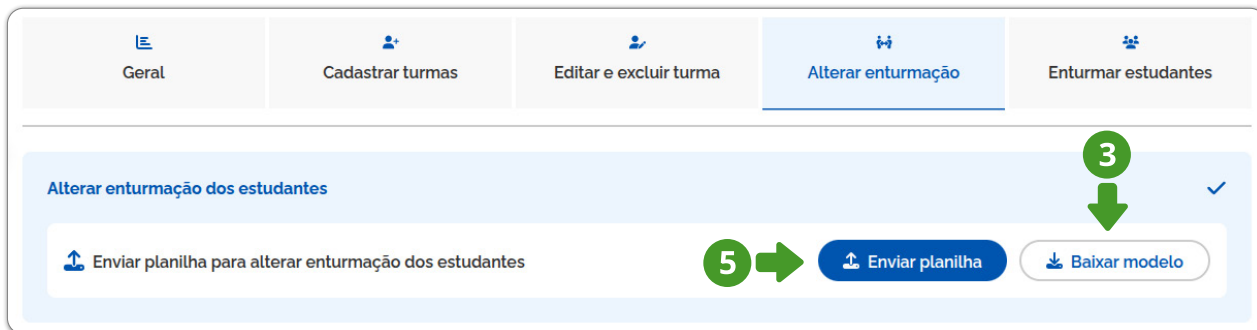 Geral
Cadastrar turmas
Editar e excluir turma
Alterar enturmação
Enturmar estudantes
3
Alterar enturmação dos estudantes
Enviar planilha para alterar enturmação dos estudantes
5
Enviar planilha
Baixar modelo